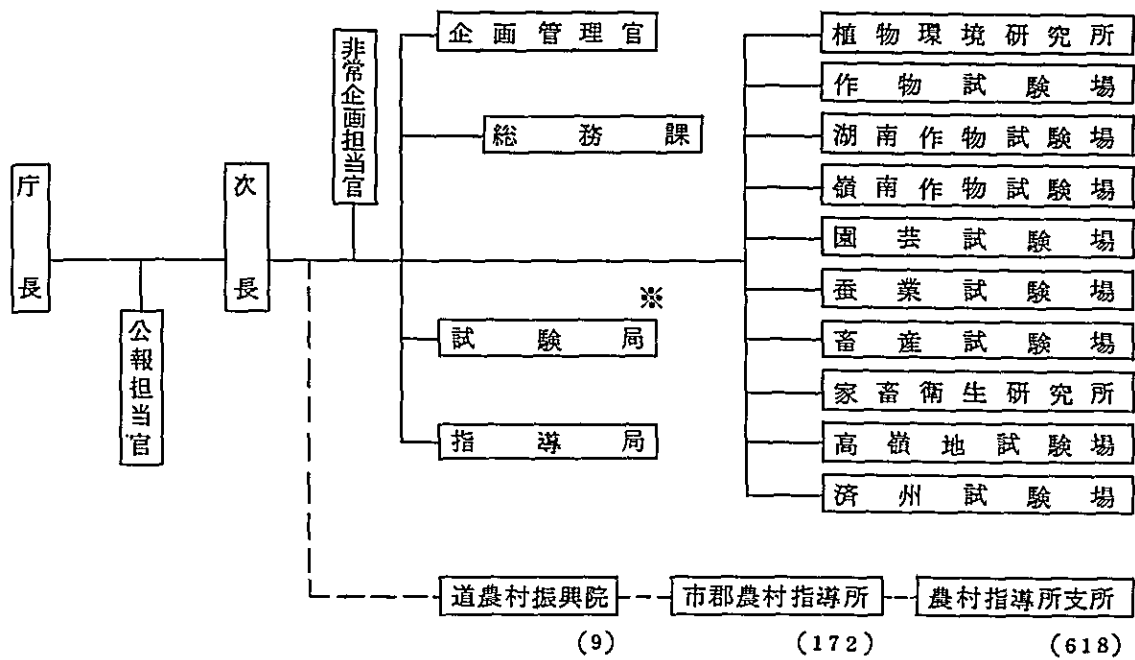 庁長
公報担当官
次長
非常企画担当官
企画管理官
総務課
※
試験局
指導局
植物環境研究所
作物試験場
湖南作物試験場
嶺南作物試験場
園芸試験場
蚕業試験場
畜産試験場
家畜衛生研究所
高嶺地試験場
済州試験場
道農村振興院
市郡農村指導所
農村指導所支所
(9)
(172)
(618)